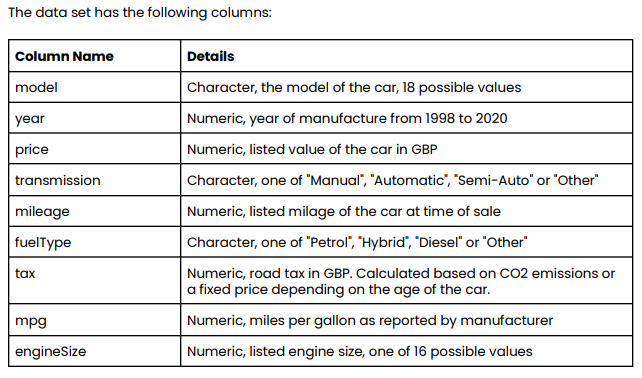 The data set has the following columns:
Column Name Details
model Character, the model of the car, 18 possible values
year Numeric, year of manufacture from 1998 to 2020
price Numeric, listed value of the car in GBP
transmission Character, one of "Manual", "Automatic", "Semi-Auto" or "Other"
mileage Numeric, listed milage of the car at time of sale
fuelType Character, one of "Petrol", "Hybrid", "Diesel" or "Other"
tax Numeric, road tax in GBP. Calculated based on CO2 emissions or
a fixed price depending on the age of the car.
mpg Numeric, miles per gallon as reported by manufacturer
engineSize Numeric, listed engine size, one of 16 possible values